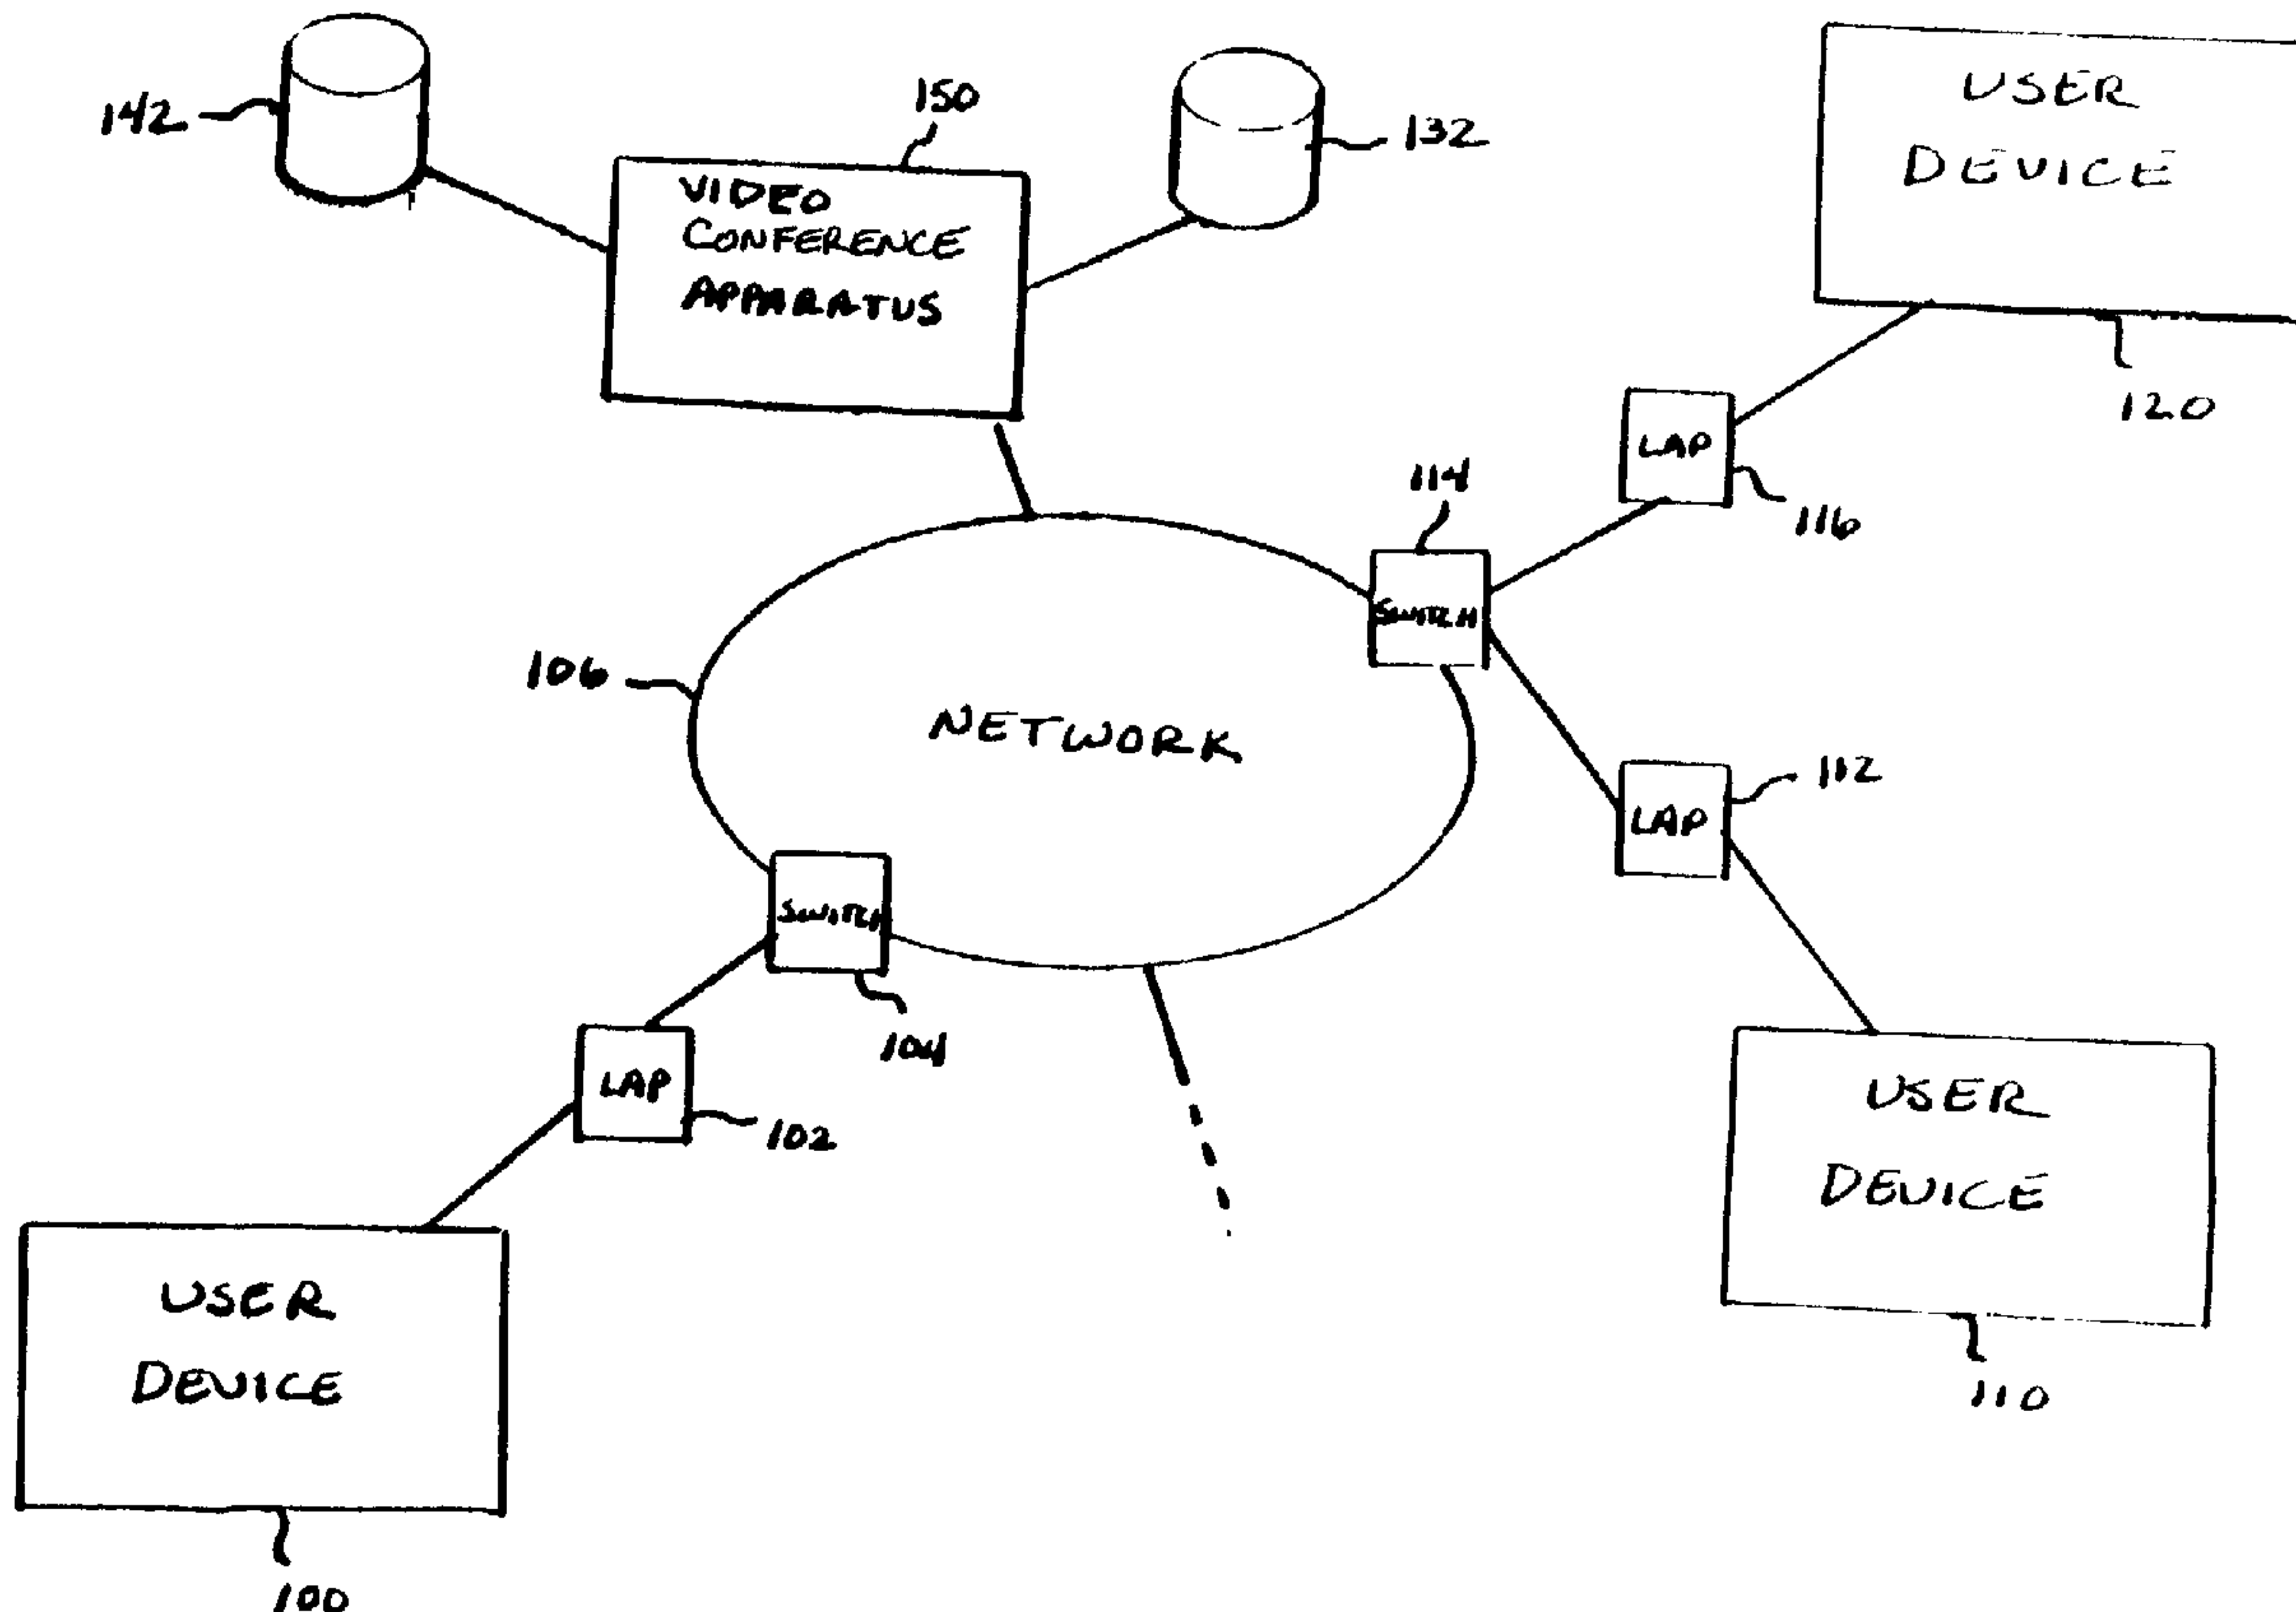 142
150
132
VIDEO
CONFERENCE
APPARATUS
USER
DEVICE
120
LAP
116
114
SWITCH
106
NETWORK
112
LAP
SWITCH
104
LAP
102
USER
DEVICE
110
USER
DEVICE
100